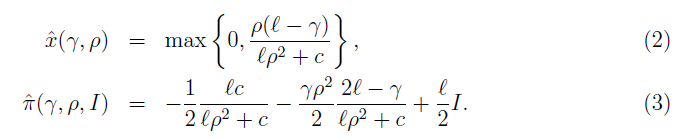 x̂(γ, ρ) = max { 0, ρ(ℓ − γ) / (ℓρ² + c) }, (2)
π̂(γ, ρ, I) = −(1/2) (ℓc / (ℓρ² + c)) − (γρ² / 2) ((2ℓ − γ) / (ℓρ² + c)) + (ℓ/2) I. (3)